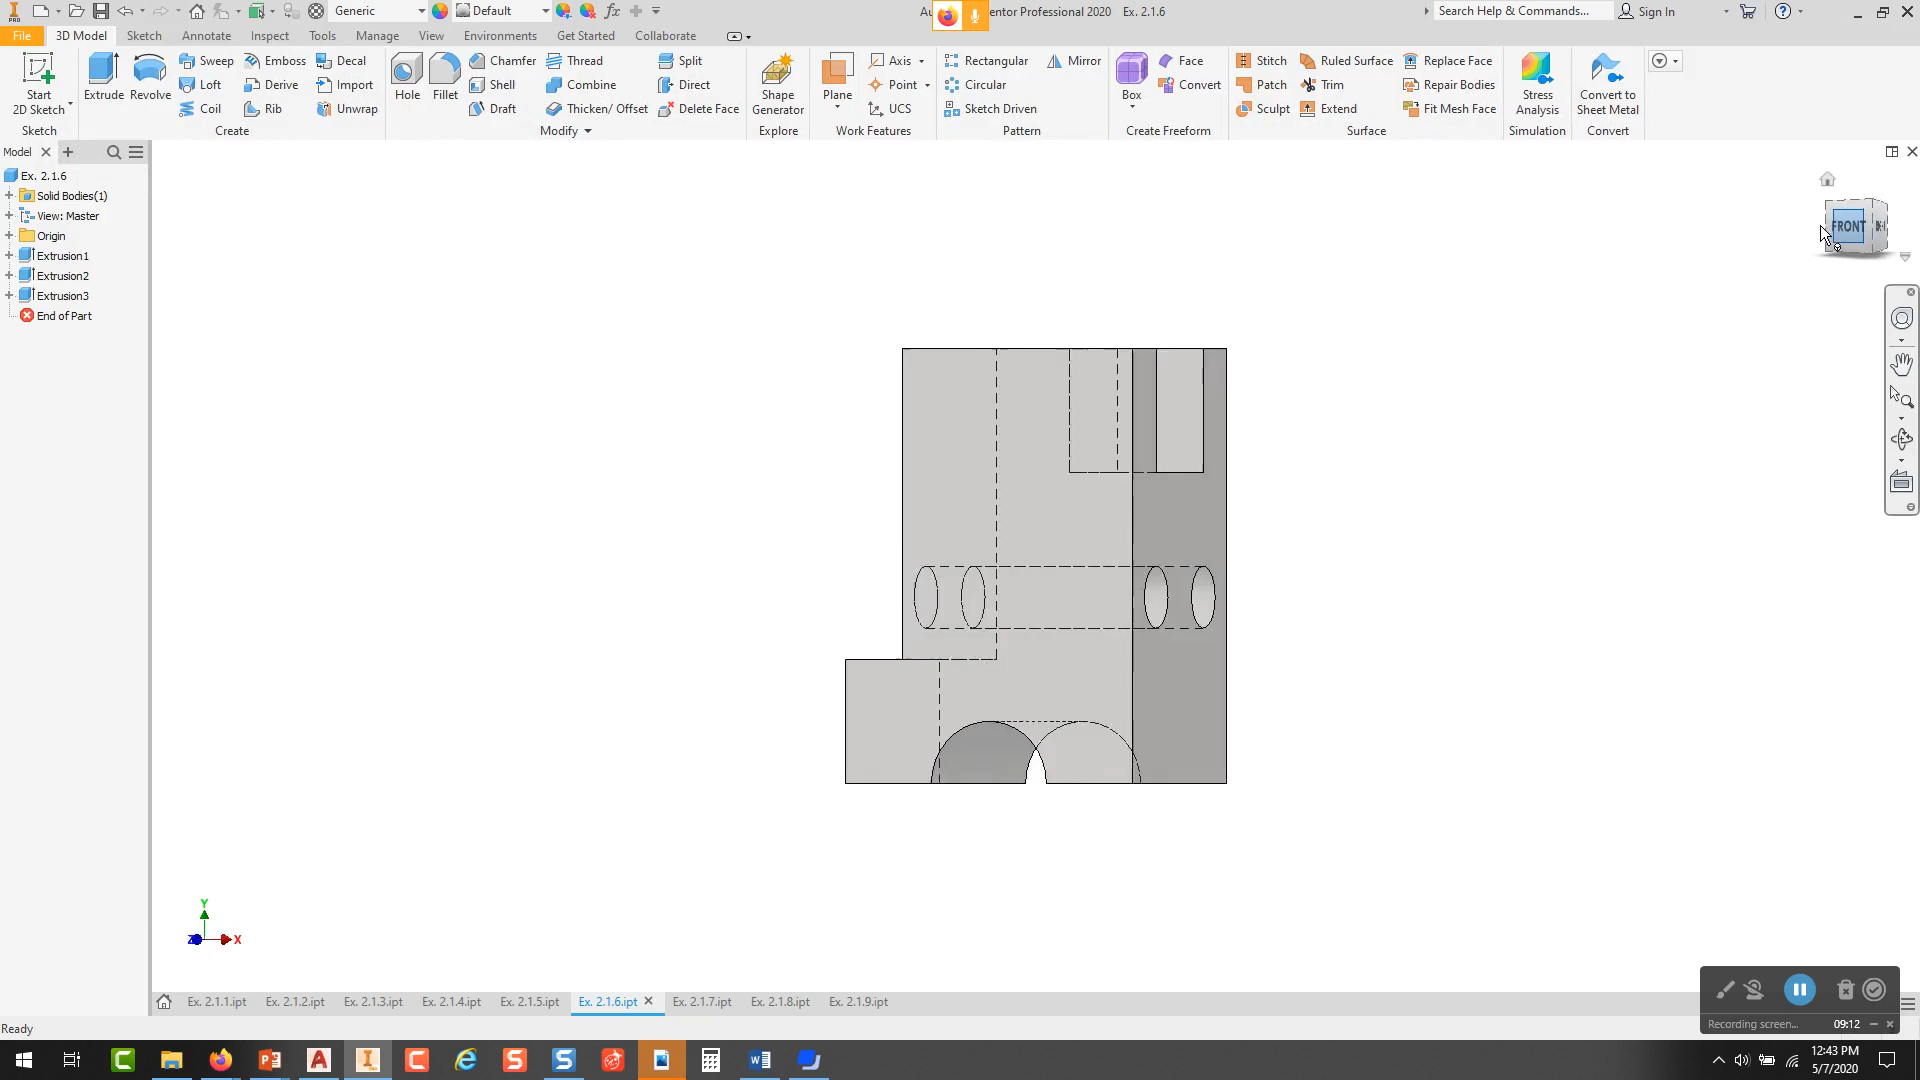 Generic
Default
Au entor Professional 2020 Ex. 2.1.6
Search Help & Commands...
Sign In
File 3D Model Sketch Annotate Inspect Tools Manage View Environments Get Started Collaborate
Start
2D Sketch
Sketch
Extrude
Revolve
Sweep
Loft
Coil
Emboss
Derive
Rib
Decal
Import
Unwrap
Create
Hole
Fillet
Chamfer
Shell
Draft
Thread
Combine
Thicken/ Offset
Split
Direct
Delete Face
Modify
Shape
Generator
Explore
Plane
Axis
Point
UCS
Work Features
Rectangular
Circular
Sketch Driven
Mirror
Pattern
Box
Face
Convert
Create Freeform
Stitch
Patch
Sculpt
Ruled Surface
Trim
Extend
Replace Face
Repair Bodies
Fit Mesh Face
Surface
Stress
Analysis
Simulation
Convert to
Sheet Metal
Convert
Model
Ex. 2.1.6
Solid Bodies(1)
View: Master
Origin
Extrusion1
Extrusion2
Extrusion3
End of Part
FRONT
Y
Z
X
Ex. 2.1.1.ipt Ex. 2.1.2.ipt Ex. 2.1.3.ipt Ex. 2.1.4.ipt Ex. 2.1.5.ipt Ex. 2.1.6.ipt Ex. 2.1.7.ipt Ex. 2.1.8.ipt Ex. 2.1.9.ipt
Ready
Recording screen... 09:12
12:43 PM
5/7/2020